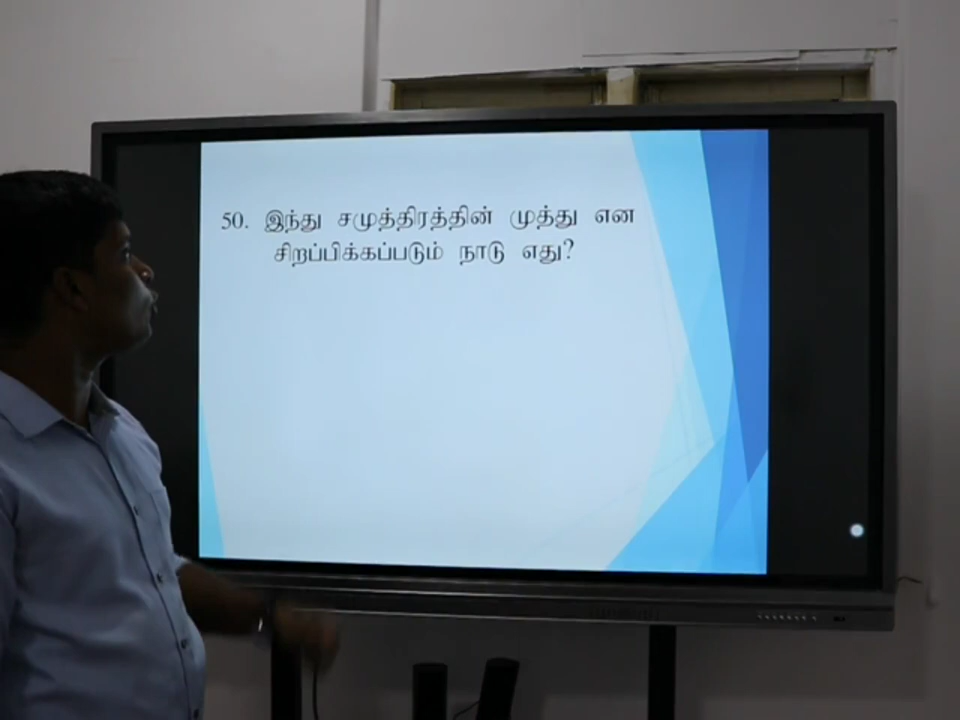 50. இந்து சமுத்திரத்தின் முத்து என
சிறப்பிக்கப்படும் நாடு எது?